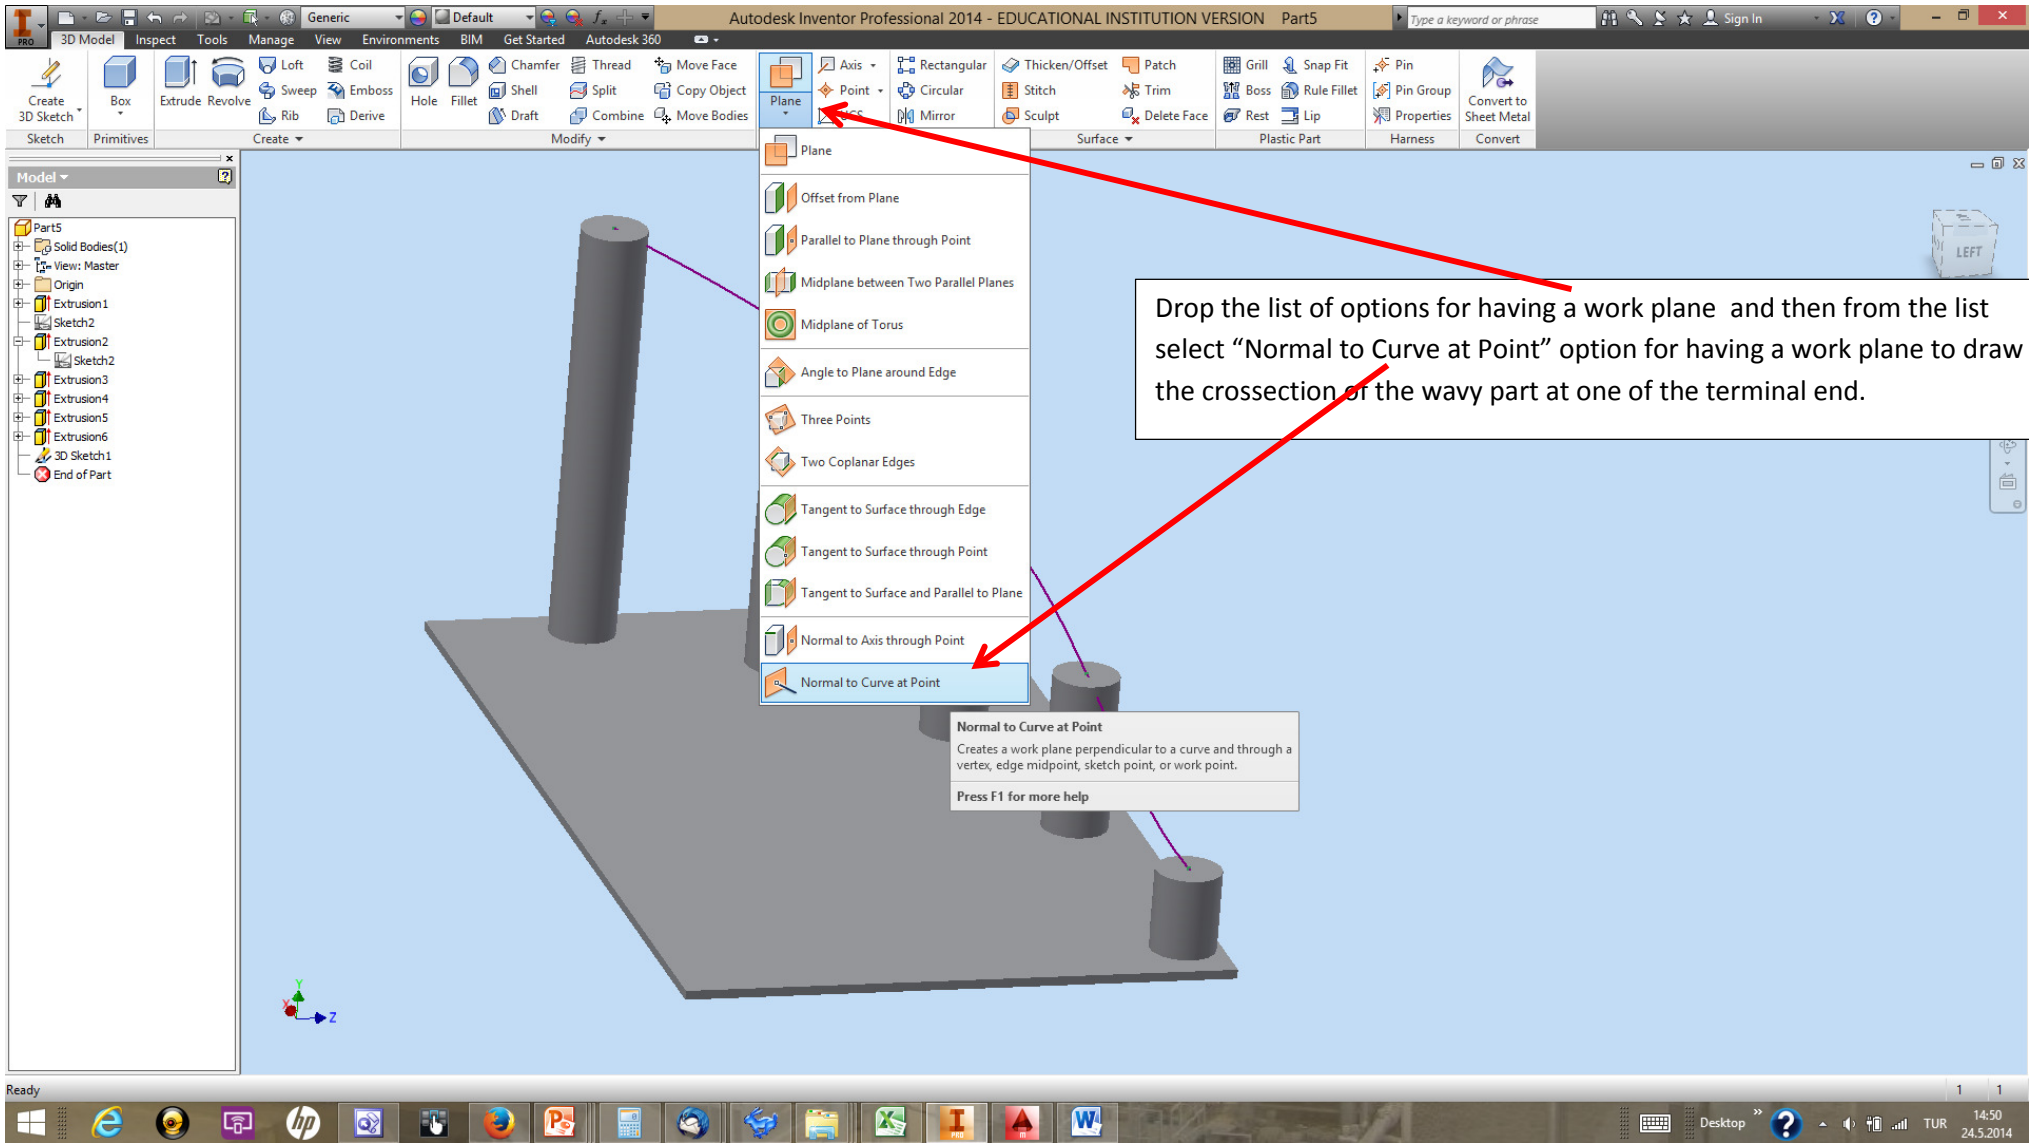 Generic
Default
Autodesk Inventor Professional 2014 - EDUCATIONAL INSTITUTION VERSION Part5
Type a keyword or phrase
Sign In
PRO
3D Model Inspect Tools Manage View Environments BIM Get Started Autodesk 360
Create
3D Sketch
Box
Extrude Revolve
Loft Coil
Sweep Emboss
Rib Derive
Hole Fillet
Chamfer Thread Move Face
Shell Split Copy Object
Draft Combine Move Bodies
Plane
Axis
Point
UCS
Rectangular
Circular
Mirror
Thicken/Offset Patch
Stitch Trim
Sculpt Delete Face
Grill Snap Fit
Boss Rule Fillet
Rest Lip
Pin
Pin Group
Properties
Convert to
Sheet Metal
Sketch Primitives Create Modify Surface Plastic Part Harness Convert
Model
Part5
Solid Bodies(1)
View: Master
Origin
Extrusion1
Sketch2
Extrusion2
Sketch2
Extrusion3
Extrusion4
Extrusion5
Extrusion6
3D Sketch1
End of Part
Plane
Offset from Plane
Parallel to Plane through Point
Midplane between Two Parallel Planes
Midplane of Torus
Angle to Plane around Edge
Three Points
Two Coplanar Edges
Tangent to Surface through Edge
Tangent to Surface through Point
Tangent to Surface and Parallel to Plane
Normal to Axis through Point
Normal to Curve at Point
Normal to Curve at Point
Creates a work plane perpendicular to a curve and through a
vertex, edge midpoint, sketch point, or work point.
Press F1 for more help
LEFT
Drop the list of options for having a work plane and then from the list
select “Normal to Curve at Point” option for having a work plane to draw
the crossection of the wavy part at one of the terminal end.
Y
X
Z
Ready
1 1
Desktop
TUR
14:50
24.5.2014